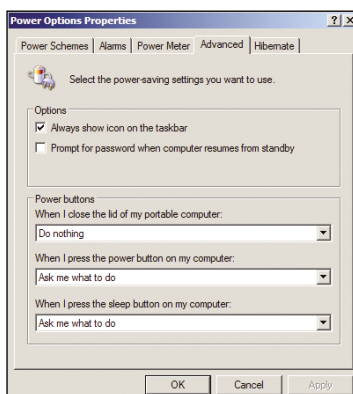 Power Options Properties
Power Schemes Alarms Power Meter Advanced Hibernate
Select the power-saving settings you want to use.
Options
Always show icon on the taskbar
Prompt for password when computer resumes from standby
Power buttons
When I close the lid of my portable computer:
Do nothing
When I press the power button on my computer:
Ask me what to do
When I press the sleep button on my computer:
Ask me what to do
OK Cancel Apply